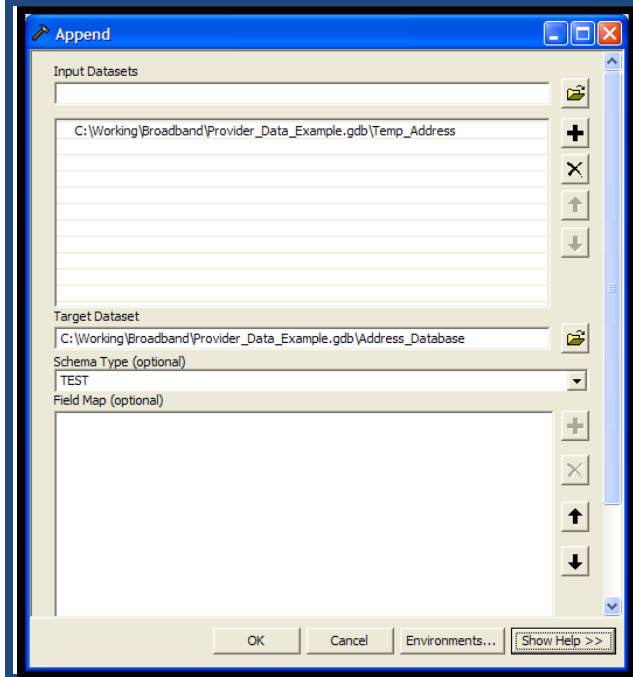 Append
Input Datasets
C:\Working\Broadband\Provider_Data_Example.gdb\Temp_Address
Target Dataset
C:\Working\Broadband\Provider_Data_Example.gdb\Address_Database
Schema Type (optional)
TEST
Field Map (optional)
OK Cancel Environments... Show Help >>